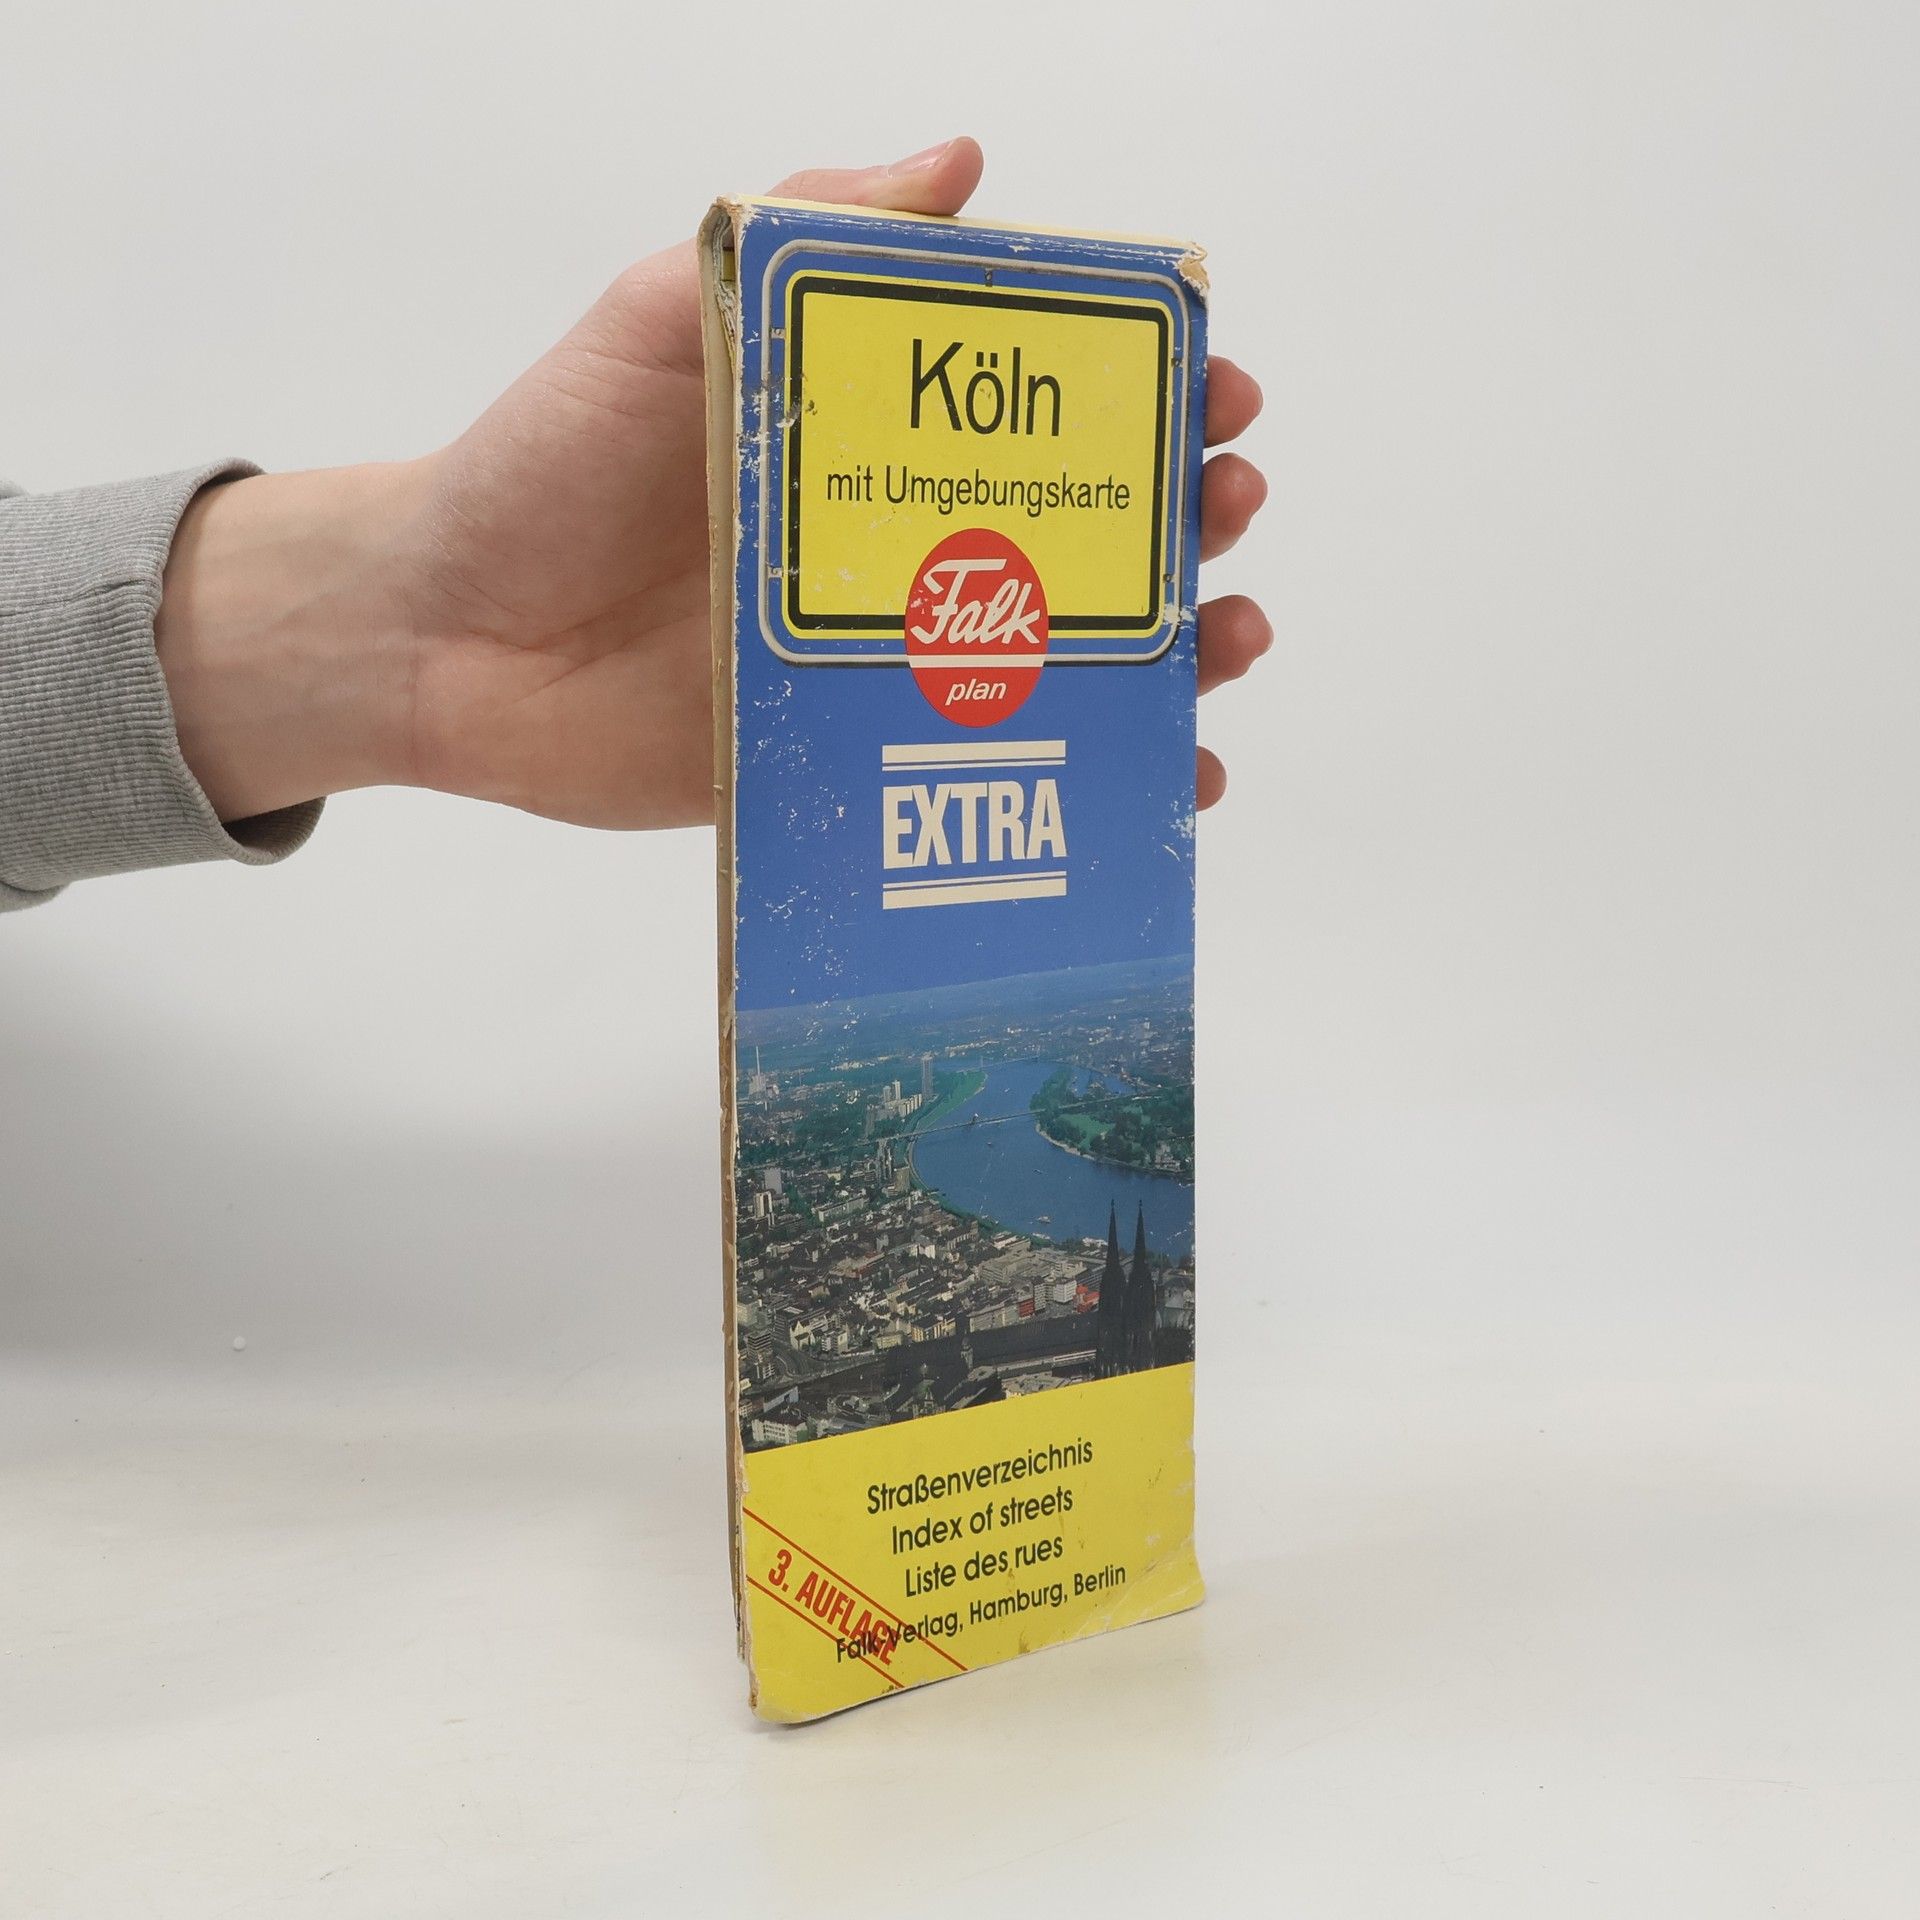 Köln
mit Umgebungskarte
Falk
plan
EXTRA
Straßenverzeichnis
Index of streets
Liste des rues
3. AUFLAGE
Falk-Verlag, Hamburg, Berlin